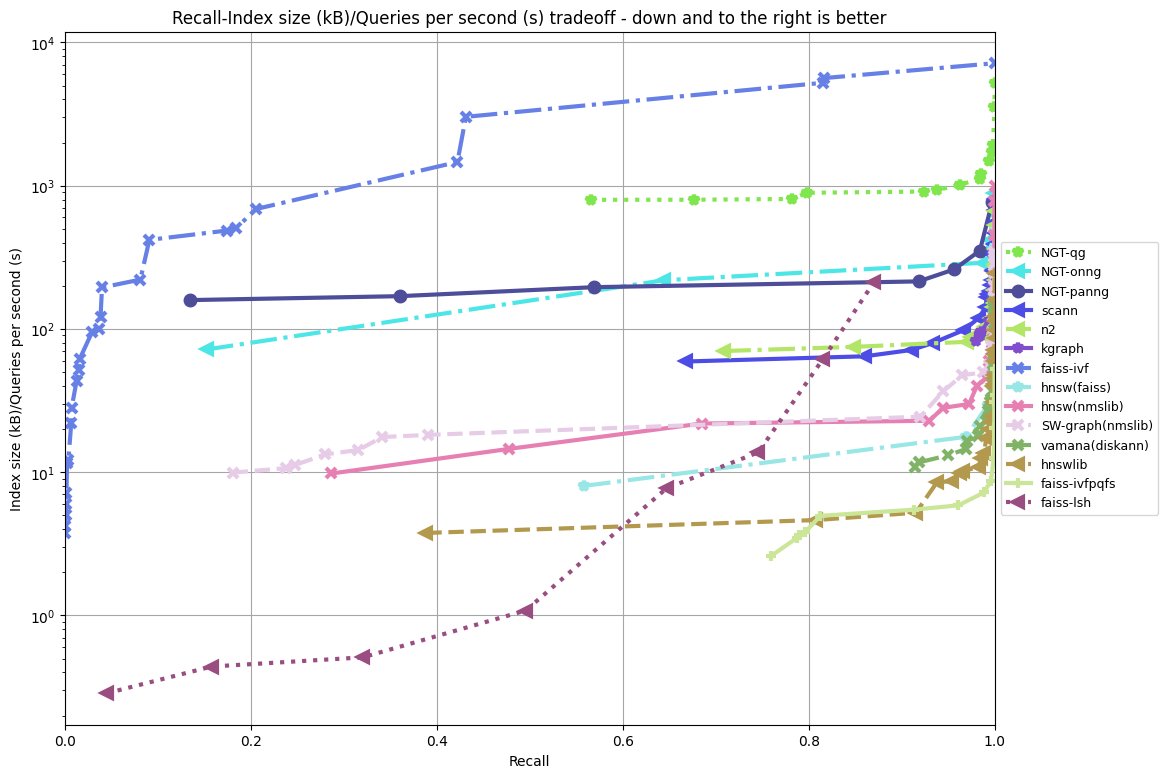 Recall-Index size (kB)/Queries per second (s) tradeoff - down and to the right is better
Index size (kB)/Queries per second (s)
10^4
10^3
10^2
10^1
10^0
0.0 0.2 0.4 0.6 0.8 1.0
Recall
NGT-qg
NGT-onng
NGT-panng
scann
n2
kgraph
faiss-ivf
hnsw(faiss)
hnsw(nmslib)
SW-graph(nmslib)
vamana(diskann)
hnswlib
faiss-ivfpqfs
faiss-lsh